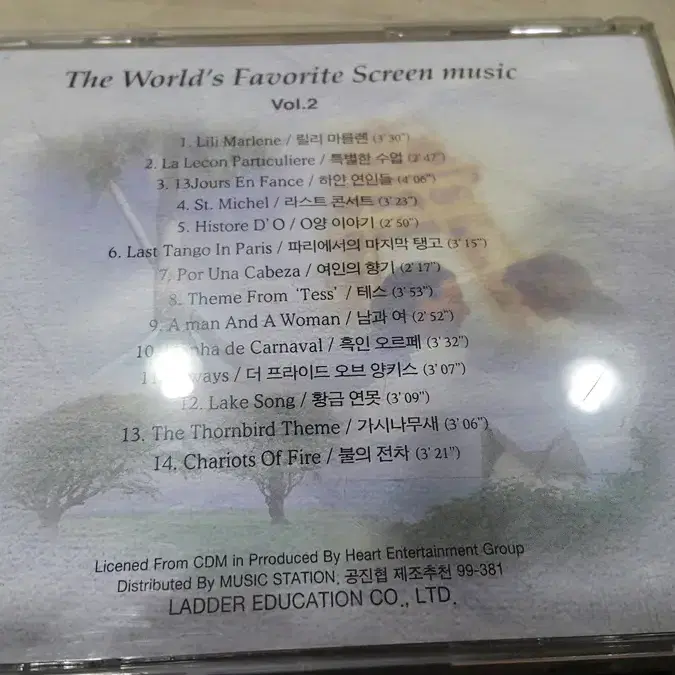 The World's Favorite Screen music
Vol.2
1. Lili Marlene / 릴리 마를렌 (3' 30")
2. La Lecon Particuliere / 특별한 수업 (2' 47")
3. 13Jours En Fance / 하얀 연인들 (4' 06")
4. St. Michel / 라스트 콘서트 (3' 23")
5. Histore D' O / O양 이야기 (2' 50")
6. Last Tango In Paris / 파리에서의 마지막 탱고 (3' 15")
7. Por Una Cabeza / 여인의 향기 (2' 17")
8. Theme From 'Tess' / 테스 (3' 53")
9. A man And A Woman / 남과 여 (2' 52")
10. de Carnaval / 흑인 오르페 (3' 32")
/ 더 프라이드 오브 양키스 (3' 07")
12. Lake Song / 황금 연못 (3' 09")
13. The Thornbird Theme / 가시나무새 (3' 06")
14. Chariots Of Fire / 불의 전차 (3' 21")
Licened From CDM in Prroduced By Heart Entertainment Group
Distributed By MUSIC STATION, 공진협 제조추천 99-381
LADDER EDUCATION CO., LTD.